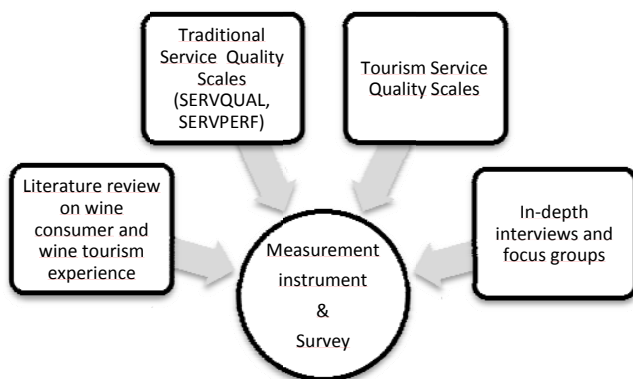 Traditional
Service Quality
Scales
(SERVQUAL,
SERVPERF)
Tourism Service
Quality Scales
Literature review
on wine
consumer and
wine tourism
experience
In-depth
interviews and
focus groups
Measurement
instrument
&
Survey